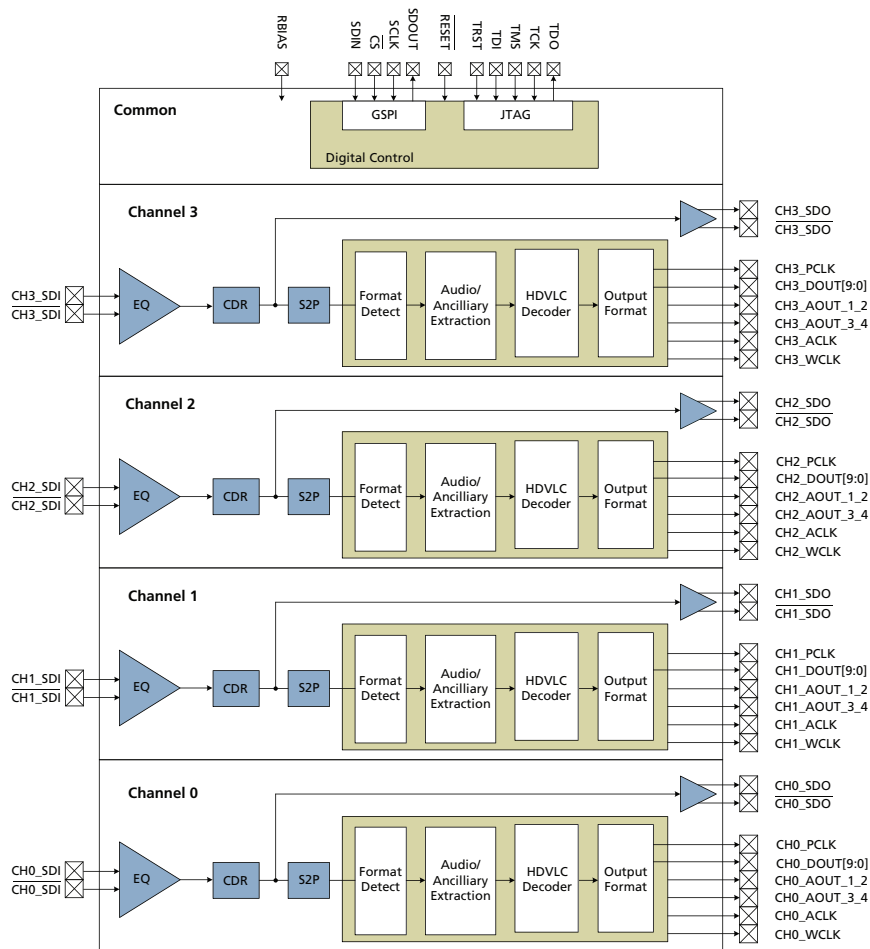 RBIAS
SDIN
CS
SCLK
SDOUT
RESET
TRST
TDI
TMS
TCK
TDO
Common
GSPI
JTAG
Digital Control
Channel 3
CH3_SDO
CH3_SDO
CH3_SDI
CH3_SDI
EQ
CDR
S2P
Format
Detect
Audio/
Ancilliary
Extraction
HDVLC
Decoder
Output
Format
CH3_PCLK
CH3_DOUT[9:0]
CH3_AOUT_1_2
CH3_AOUT_3_4
CH3_ACLK
CH3_WCLK
Channel 2
CH2_SDO
CH2_SDO
CH2_SDI
CH2_SDI
EQ
CDR
S2P
Format
Detect
Audio/
Ancilliary
Extraction
HDVLC
Decoder
Output
Format
CH2_PCLK
CH2_DOUT[9:0]
CH2_AOUT_1_2
CH2_AOUT_3_4
CH2_ACLK
CH2_WCLK
Channel 1
CH1_SDO
CH1_SDO
CH1_SDI
CH1_SDI
EQ
CDR
S2P
Format
Detect
Audio/
Ancilliary
Extraction
HDVLC
Decoder
Output
Format
CH1_PCLK
CH1_DOUT[9:0]
CH1_AOUT_1_2
CH1_AOUT_3_4
CH1_ACLK
CH1_WCLK
Channel 0
CH0_SDO
CH0_SDO
CH0_SDI
CH0_SDI
EQ
CDR
S2P
Format
Detect
Audio/
Ancilliary
Extraction
HDVLC
Decoder
Output
Format
CH0_PCLK
CH0_DOUT[9:0]
CH0_AOUT_1_2
CH0_AOUT_3_4
CH0_ACLK
CH0_WCLK